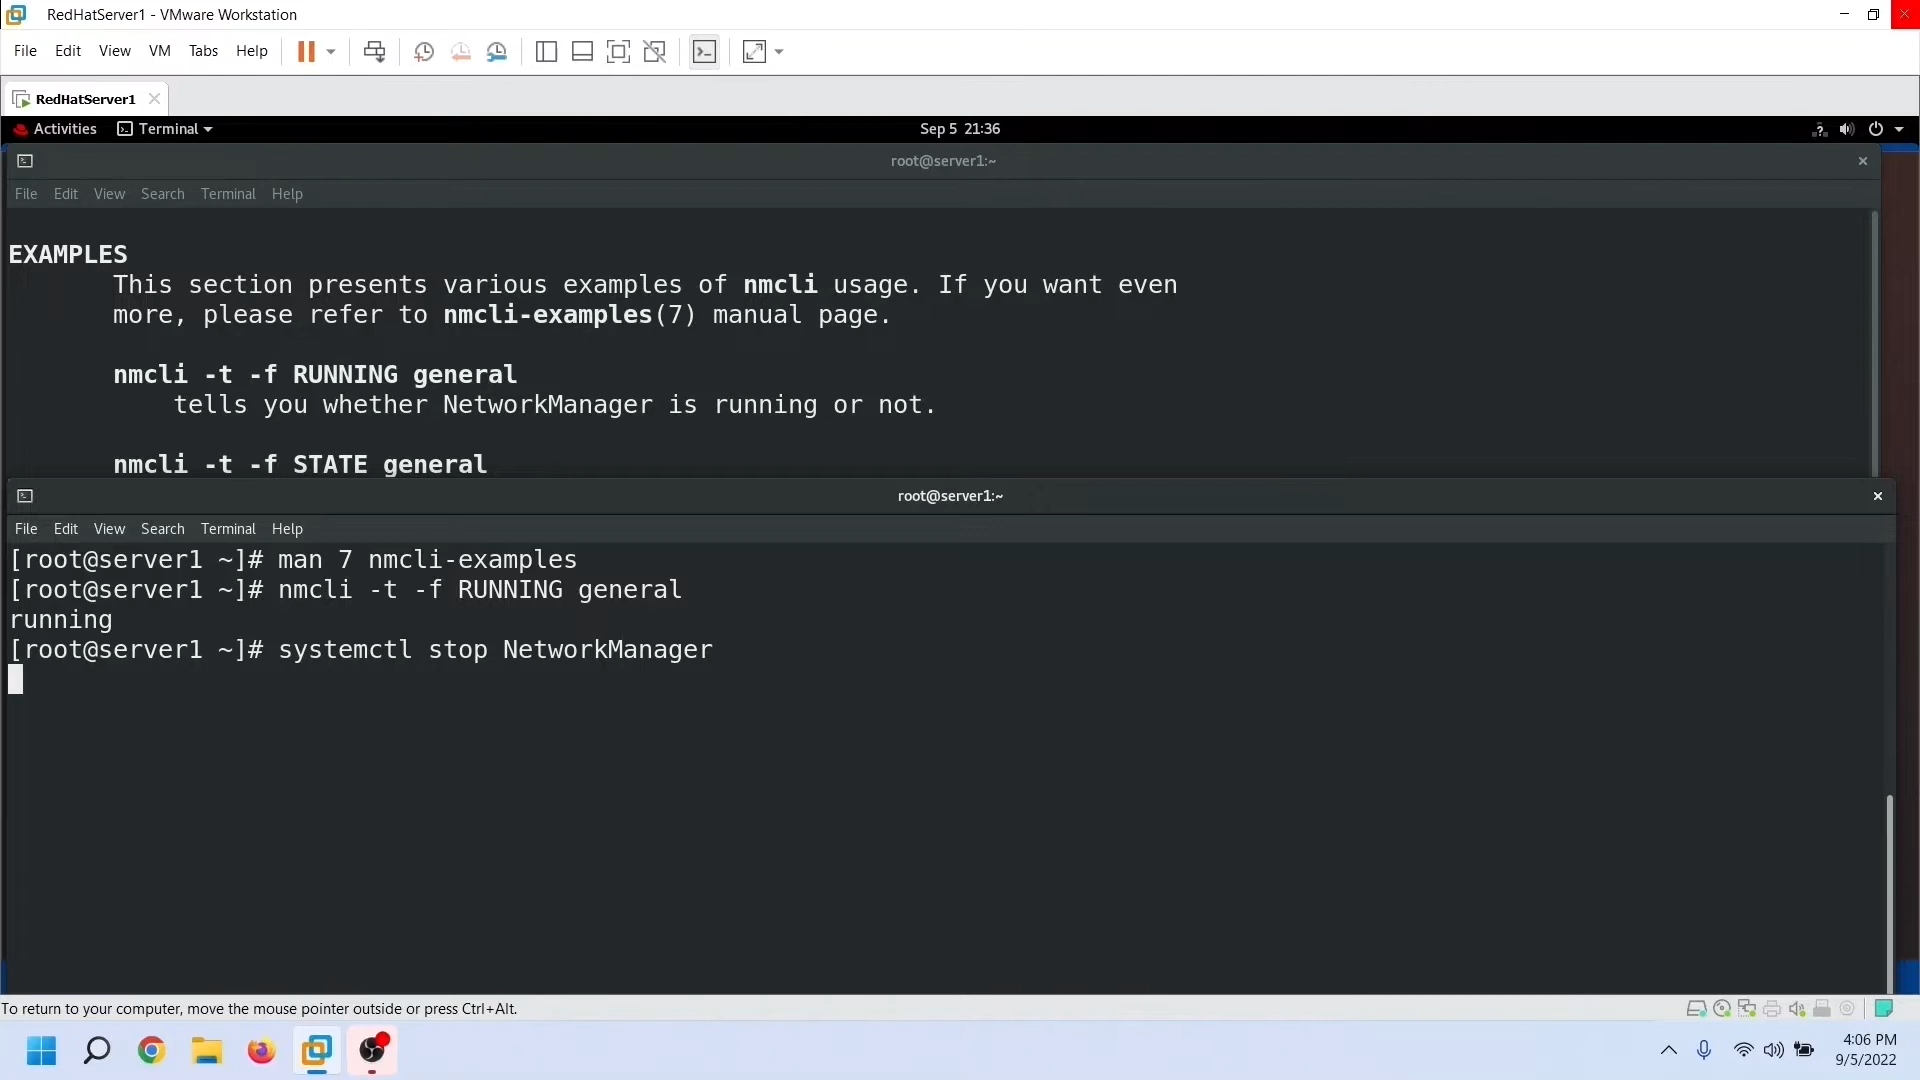 RedHatServer1 - VMware Workstation
File Edit View VM Tabs Help
RedHatServer1
Activities Terminal Sep 5 21:36
root@server1:~
File Edit View Search Terminal Help
EXAMPLES
This section presents various examples of nmcli usage. If you want even
more, please refer to nmcli-examples(7) manual page.
nmcli -t -f RUNNING general
tells you whether NetworkManager is running or not.
nmcli -t -f STATE general
root@server1:~
File Edit View Search Terminal Help
[root@server1 ~]# man 7 nmcli-examples
[root@server1 ~]# nmcli -t -f RUNNING general
running
[root@server1 ~]# systemctl stop NetworkManager
To return to your computer, move the mouse pointer outside or press Ctrl+Alt.
4:06 PM
9/5/2022